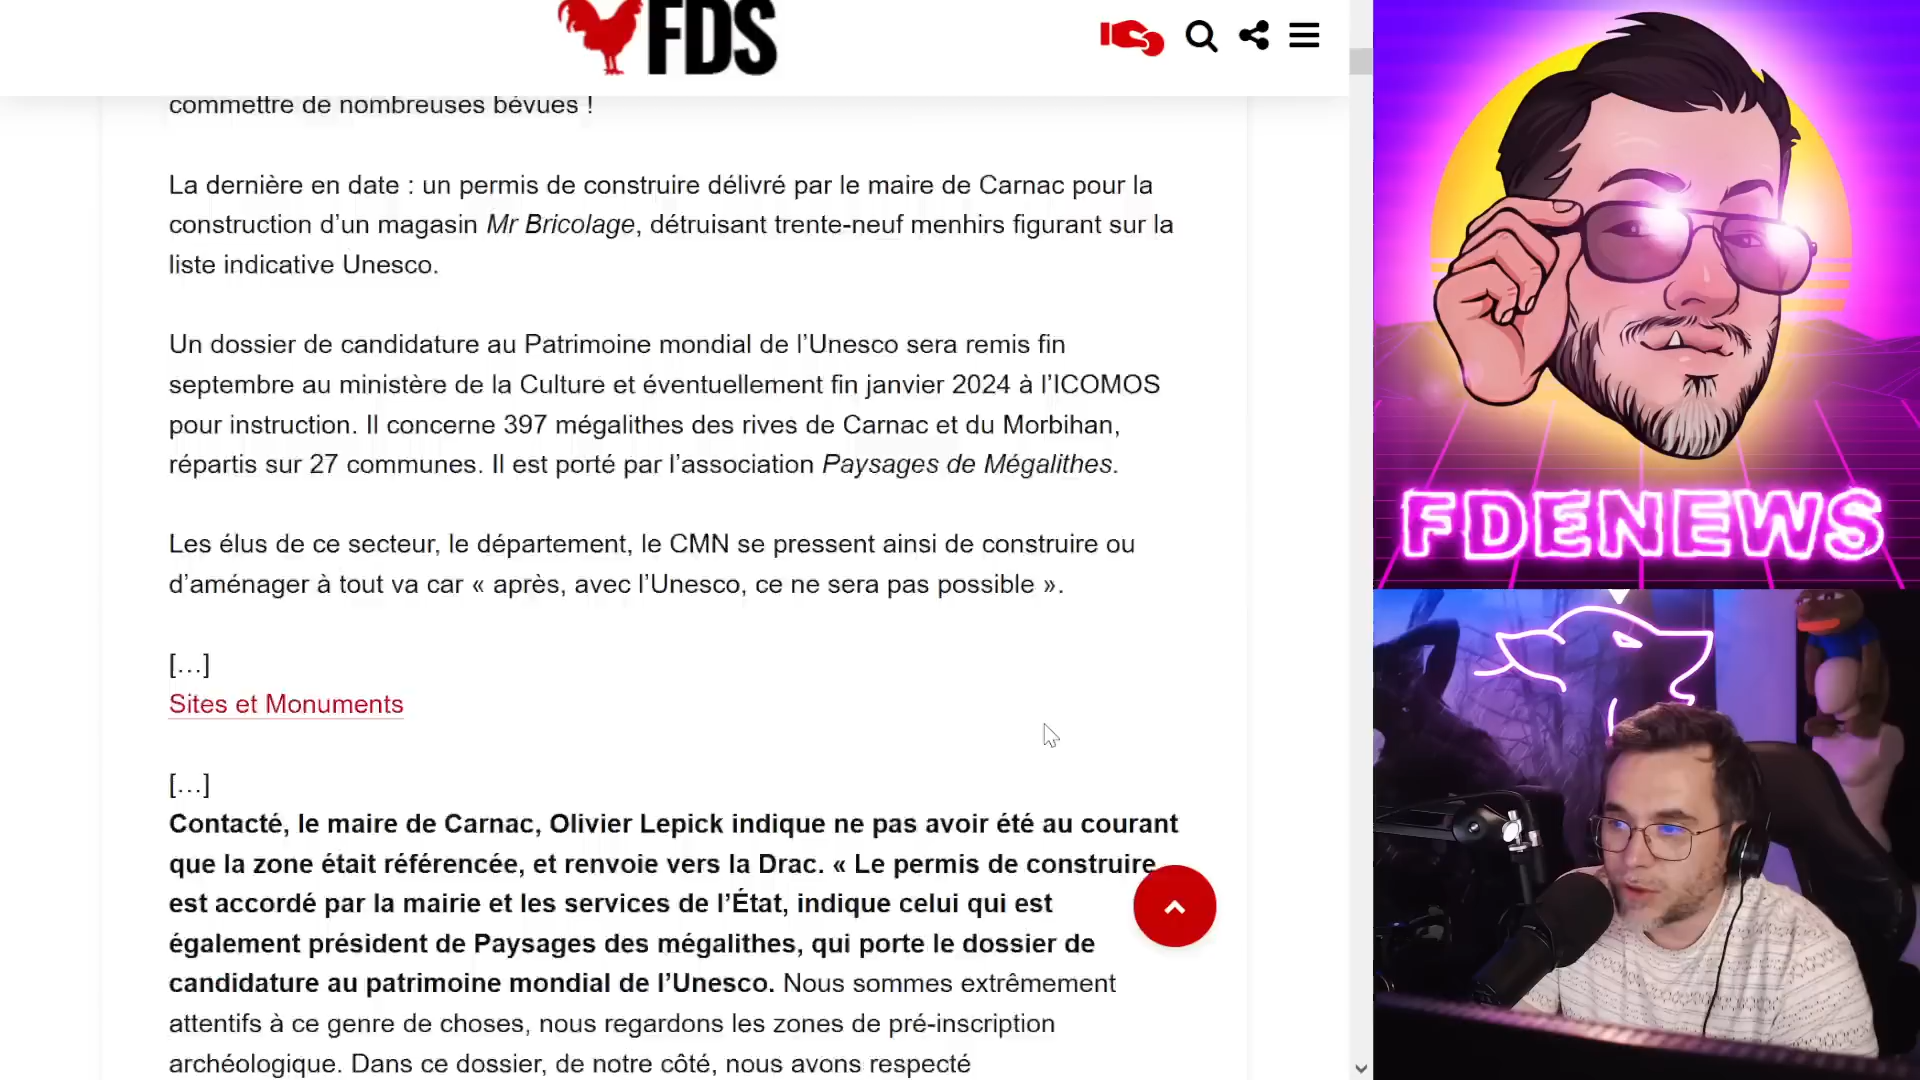 FDS
commettre de nombreuses bévues !
La dernière en date : un permis de construire délivré par le maire de Carnac pour la
construction d’un magasin Mr Bricolage, détruisant trente-neuf menhirs figurant sur la
liste indicative Unesco.
Un dossier de candidature au Patrimoine mondial de l’Unesco sera remis fin
septembre au ministère de la Culture et éventuellement fin janvier 2024 à l’ICOMOS
pour instruction. Il concerne 397 mégalithes des rives de Carnac et du Morbihan,
répartis sur 27 communes. Il est porté par l’association Paysages de Mégalithes.
Les élus de ce secteur, le département, le CMN se pressent ainsi de construire ou
d’aménager à tout va car « après, avec l’Unesco, ce ne sera pas possible ».
[…]
Sites et Monuments
[…]
Contacté, le maire de Carnac, Olivier Lepick indique ne pas avoir été au courant
que la zone était référencée, et renvoie vers la Drac. « Le permis de construire
est accordé par la mairie et les services de l’État, indique celui qui est
également président de Paysages des mégalithes, qui porte le dossier de
candidature au patrimoine mondial de l’Unesco. Nous sommes extrêmement
attentifs à ce genre de choses, nous regardons les zones de pré-inscription
archéologique. Dans ce dossier, de notre côté, nous avons respecté
FDENEWS